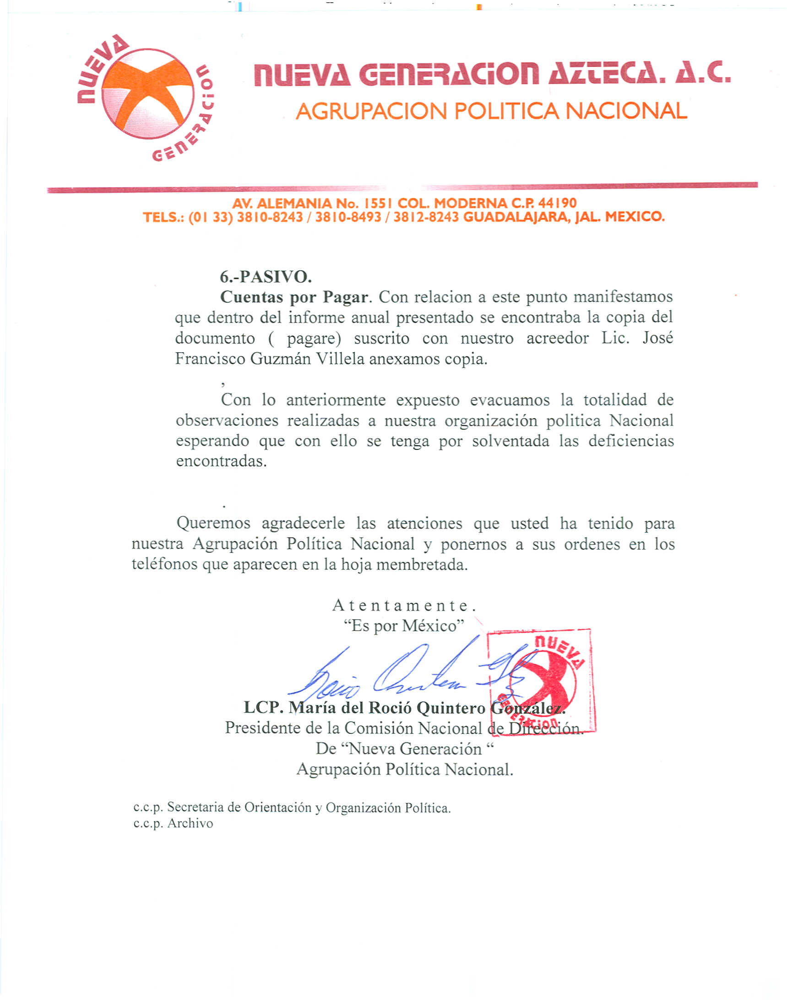 NUEVA
GENERACION
NUEVA GENERACION AZTECA. A.C.
AGRUPACION POLITICA NACIONAL
AV. ALEMANIA No. 1551 COL. MODERNA C.P. 44190
TELS.: (01 33) 3810-8243 / 3810-8493 / 3812-8243 GUADALAJARA, JAL. MEXICO.
6.-PASIVO.
Cuentas por Pagar. Con relacion a este punto manifestamos
que dentro del informe anual presentado se encontraba la copia del
documento ( pagare) suscrito con nuestro acreedor Lic. José
Francisco Guzmán Villela anexamos copia.
,
Con lo anteriormente expuesto evacuamos la totalidad de
observaciones realizadas a nuestra organización politica Nacional
esperando que con ello se tenga por solventada las deficiencias
encontradas.
.
Queremos agradecerle las atenciones que usted ha tenido para
nuestra Agrupación Política Nacional y ponernos a sus ordenes en los
teléfonos que aparecen en la hoja membretada.
Atentamente.
“Es por México”
NUEVA
GENERACION
Rocio Quintero Glz
LCP. María del Roció Quintero González.
Presidente de la Comisión Nacional de Dirección.
De “Nueva Generación “
Agrupación Política Nacional.
c.c.p. Secretaria de Orientación y Organización Política.
c.c.p. Archivo